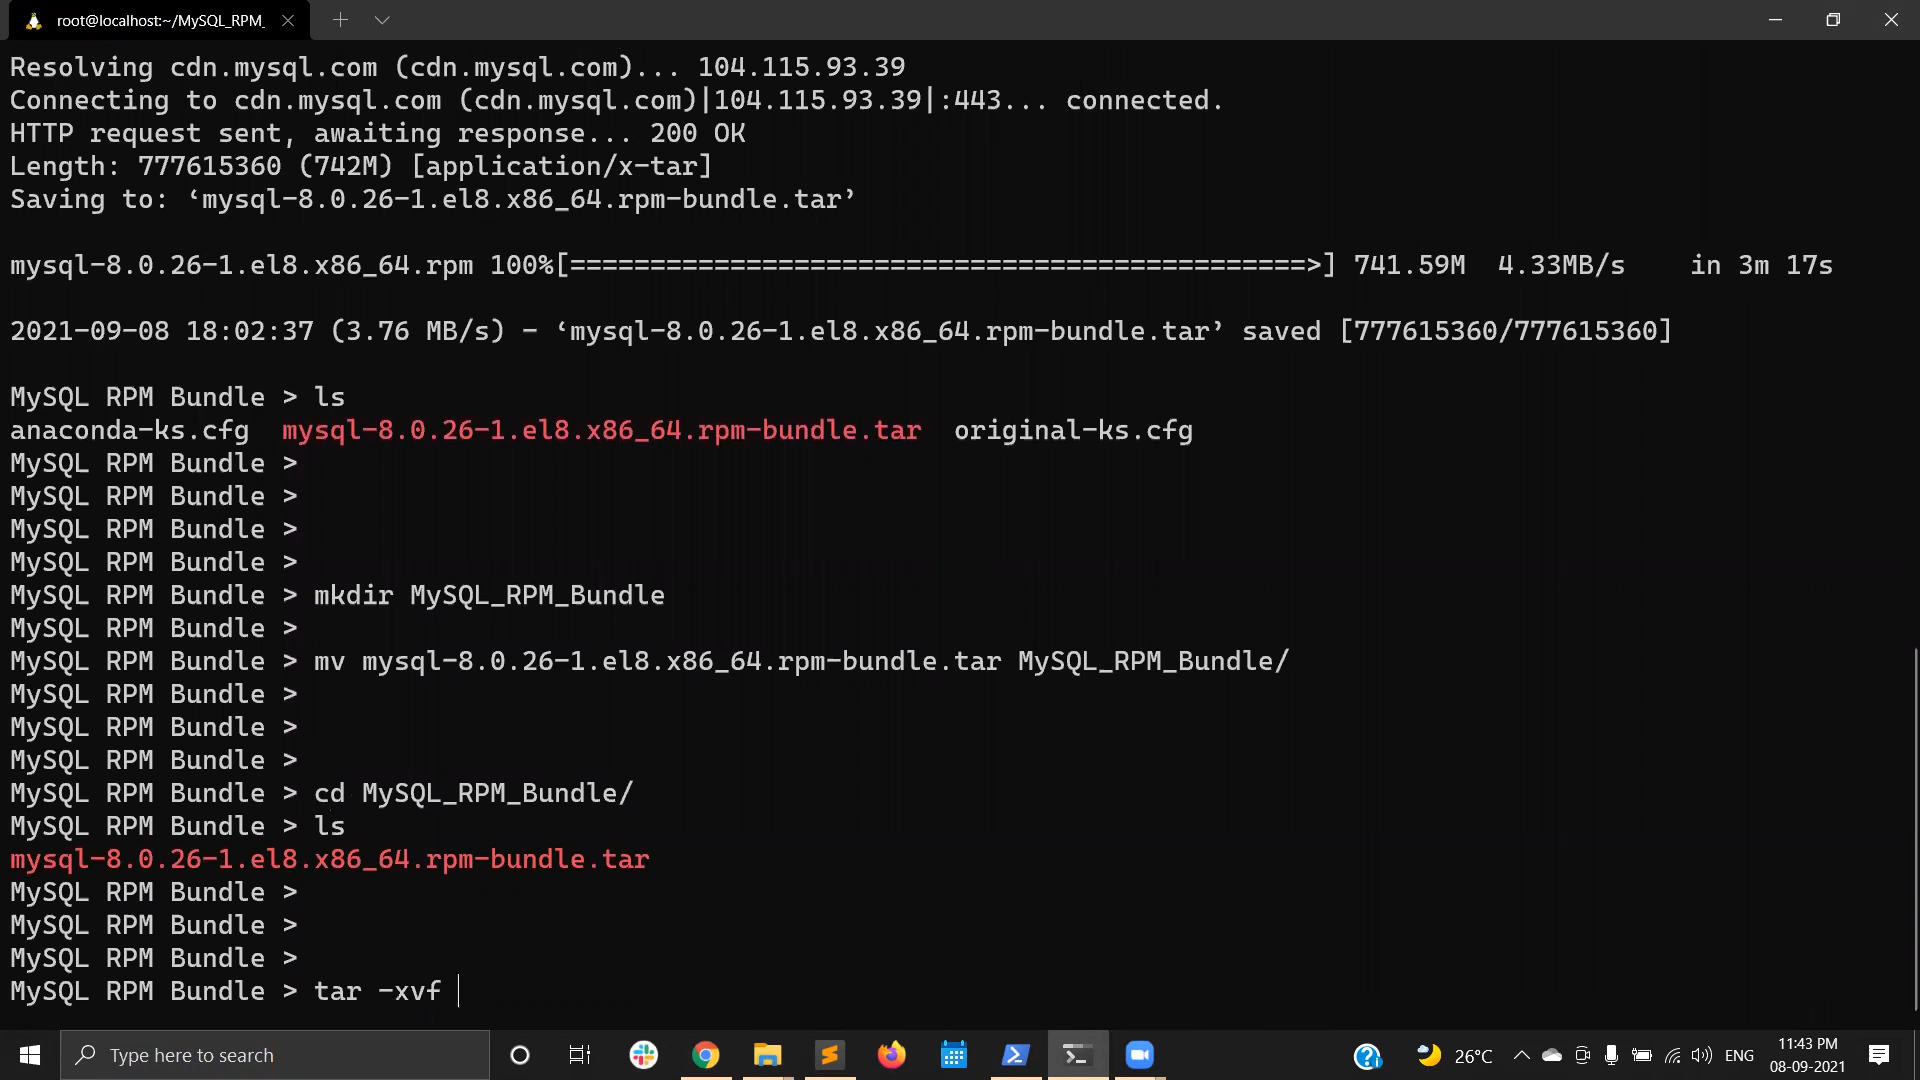 root@localhost:~/MySQL_RPM_
Resolving cdn.mysql.com (cdn.mysql.com)... 104.115.93.39
Connecting to cdn.mysql.com (cdn.mysql.com)|104.115.93.39|:443... connected.
HTTP request sent, awaiting response... 200 OK
Length: 777615360 (742M) [application/x-tar]
Saving to: ‘mysql-8.0.26-1.el8.x86_64.rpm-bundle.tar’
mysql-8.0.26-1.el8.x86_64.rpm 100%[==============================================>] 741.59M  4.33MB/s    in 3m 17s
2021-09-08 18:02:37 (3.76 MB/s) - ‘mysql-8.0.26-1.el8.x86_64.rpm-bundle.tar’ saved [777615360/777615360]
MySQL RPM Bundle > ls
anaconda-ks.cfg  mysql-8.0.26-1.el8.x86_64.rpm-bundle.tar  original-ks.cfg
MySQL RPM Bundle >
MySQL RPM Bundle >
MySQL RPM Bundle >
MySQL RPM Bundle >
MySQL RPM Bundle > mkdir MySQL_RPM_Bundle
MySQL RPM Bundle >
MySQL RPM Bundle > mv mysql-8.0.26-1.el8.x86_64.rpm-bundle.tar MySQL_RPM_Bundle/
MySQL RPM Bundle >
MySQL RPM Bundle >
MySQL RPM Bundle >
MySQL RPM Bundle > cd MySQL_RPM_Bundle/
MySQL RPM Bundle > ls
mysql-8.0.26-1.el8.x86_64.rpm-bundle.tar
MySQL RPM Bundle >
MySQL RPM Bundle >
MySQL RPM Bundle >
MySQL RPM Bundle > tar -xvf
Type here to search
26°C
ENG
11:43 PM
08-09-2021